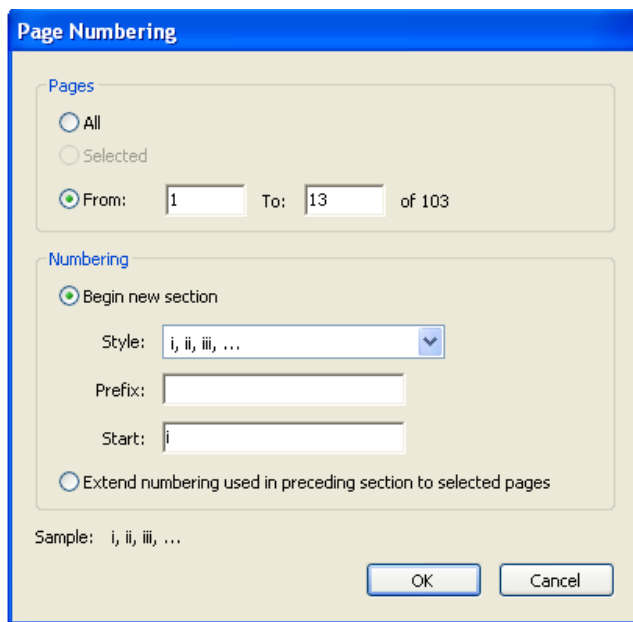 Page Numbering
Pages
All
Selected
From: 1 To: 13 of 103
Numbering
Begin new section
Style: i, ii, iii, ...
Prefix:
Start: i
Extend numbering used in preceding section to selected pages
Sample: i, ii, iii, ...
OK Cancel